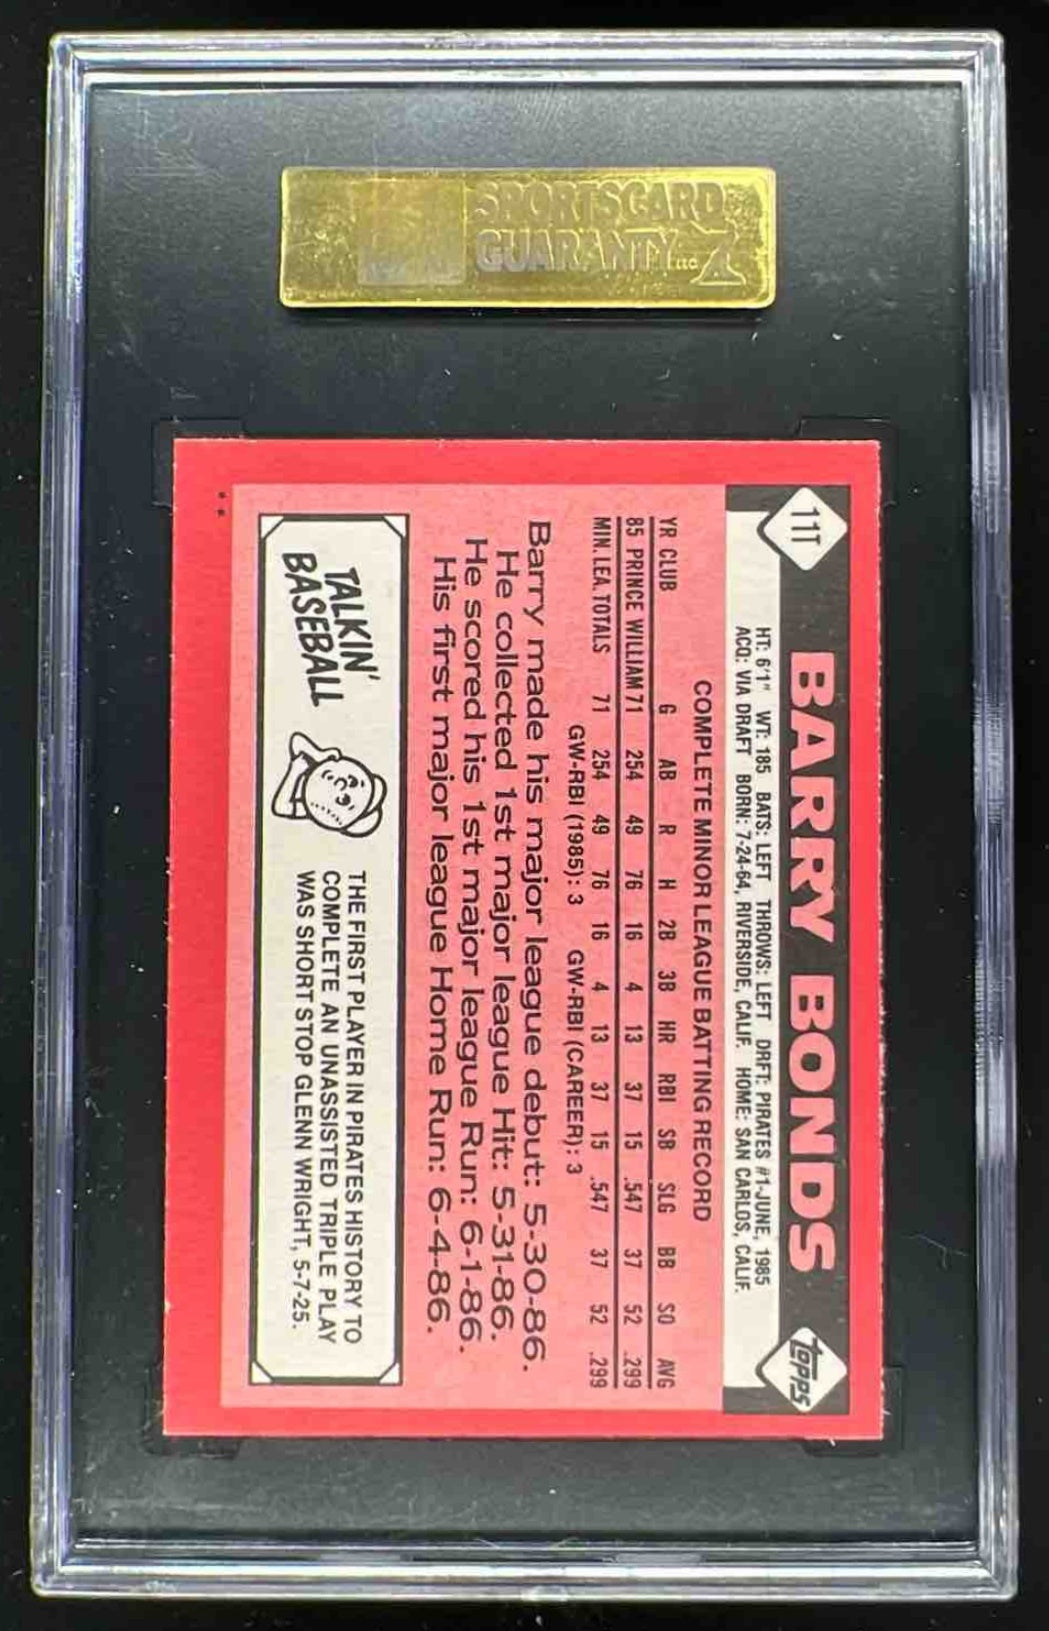 SPORTSCARD
GUARANTY LLC
11T
BARRY BONDS
topps
HT: 6'1" WT: 185 BATS: LEFT THROWS: LEFT DRFT: PIRATES #1-JUNE, 1985
ACQ: VIA DRAFT BORN: 7-24-64, RIVERSIDE, CALIF. HOME: SAN CARLOS, CALIF.
COMPLETE MINOR LEAGUE BATTING RECORD
YR CLUB G AB R H 2B 3B HR RBI SB SLG BB SO AVG
85 PRINCE WILLIAM 71 254 49 76 16 4 13 37 15 .547 37 52 .299
MIN. LEA. TOTALS 71 254 49 76 16 4 13 37 15 .547 37 52 .299
GW-RBI (1985): 3 GW-RBI (CAREER): 3
Barry made his major league debut: 5-30-86.
He collected 1st major league Hit: 5-31-86.
He scored his 1st major league Run: 6-1-86.
His first major league Home Run: 6-4-86.
TALKIN'
BASEBALL
THE FIRST PLAYER IN PIRATES HISTORY TO
COMPLETE AN UNASSISTED TRIPLE PLAY
WAS SHORT STOP GLENN WRIGHT, 5-7-25.
**